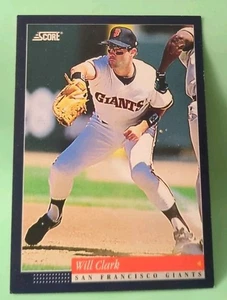 SCORE
GIANTS
Will Clark
SAN FRANCISCO GIANTS